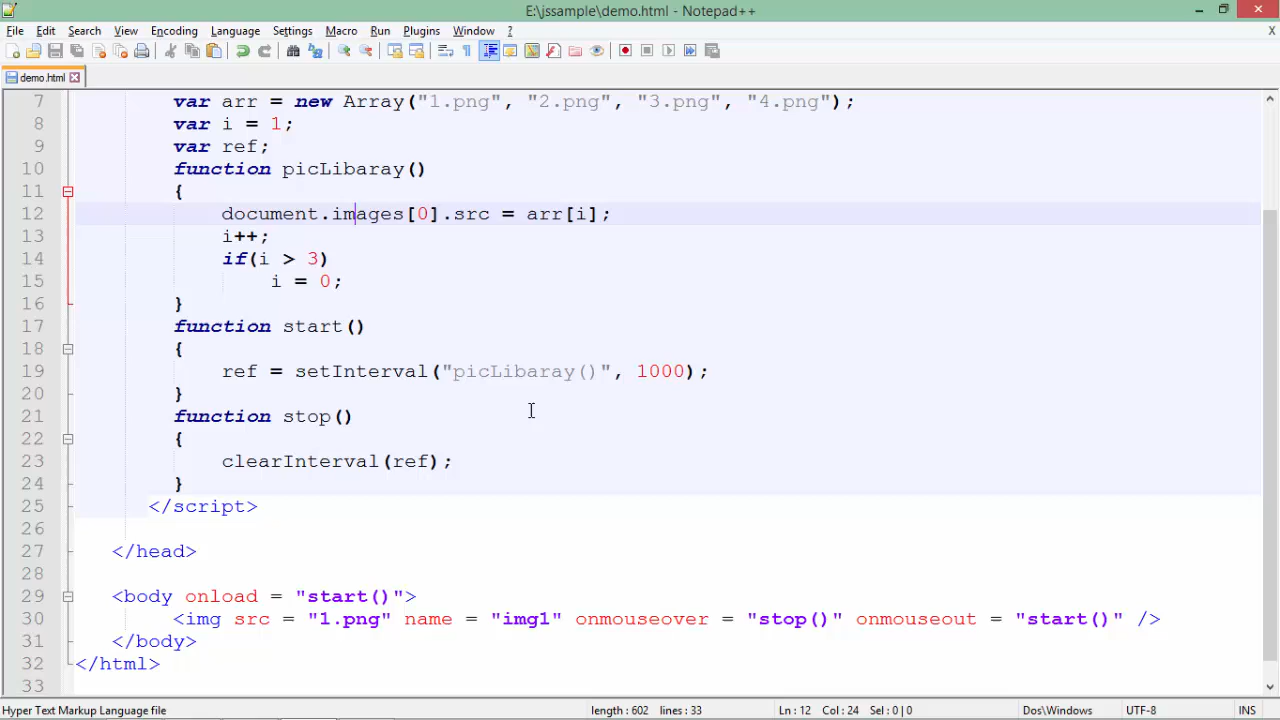 E:\jssample\demo.html - Notepad++
File Edit Search View Encoding Language Settings Macro Run Plugins Window ? X
demo.html
7 var arr = new Array("1.png", "2.png", "3.png", "4.png");
8 var i = 1;
9 var ref;
10 function picLibaray()
11 {
12 document.images[0].src = arr[i];
13 i++;
14 if(i > 3)
15 i = 0;
16 }
17 function start()
18 {
19 ref = setInterval("picLibaray()", 1000);
20 }
21 function stop()
22 {
23 clearInterval(ref);
24 }
25 </script>
26
27 </head>
28
29 <body onload = "start()">
30 <img src = "1.png" name = "img1" onmouseover = "stop()" onmouseout = "start()" />
31 </body>
32 </html>
33
Hyper Text Markup Language file length : 602 lines : 33 Ln : 12 Col : 24 Sel : 0 | 0 Dos\Windows UTF-8 INS